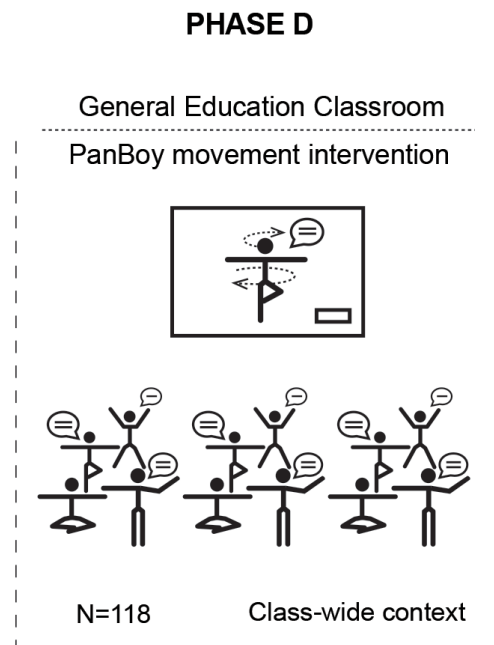 PHASE D
General Education Classroom
PanBoy movement intervention
N=118 Class-wide context